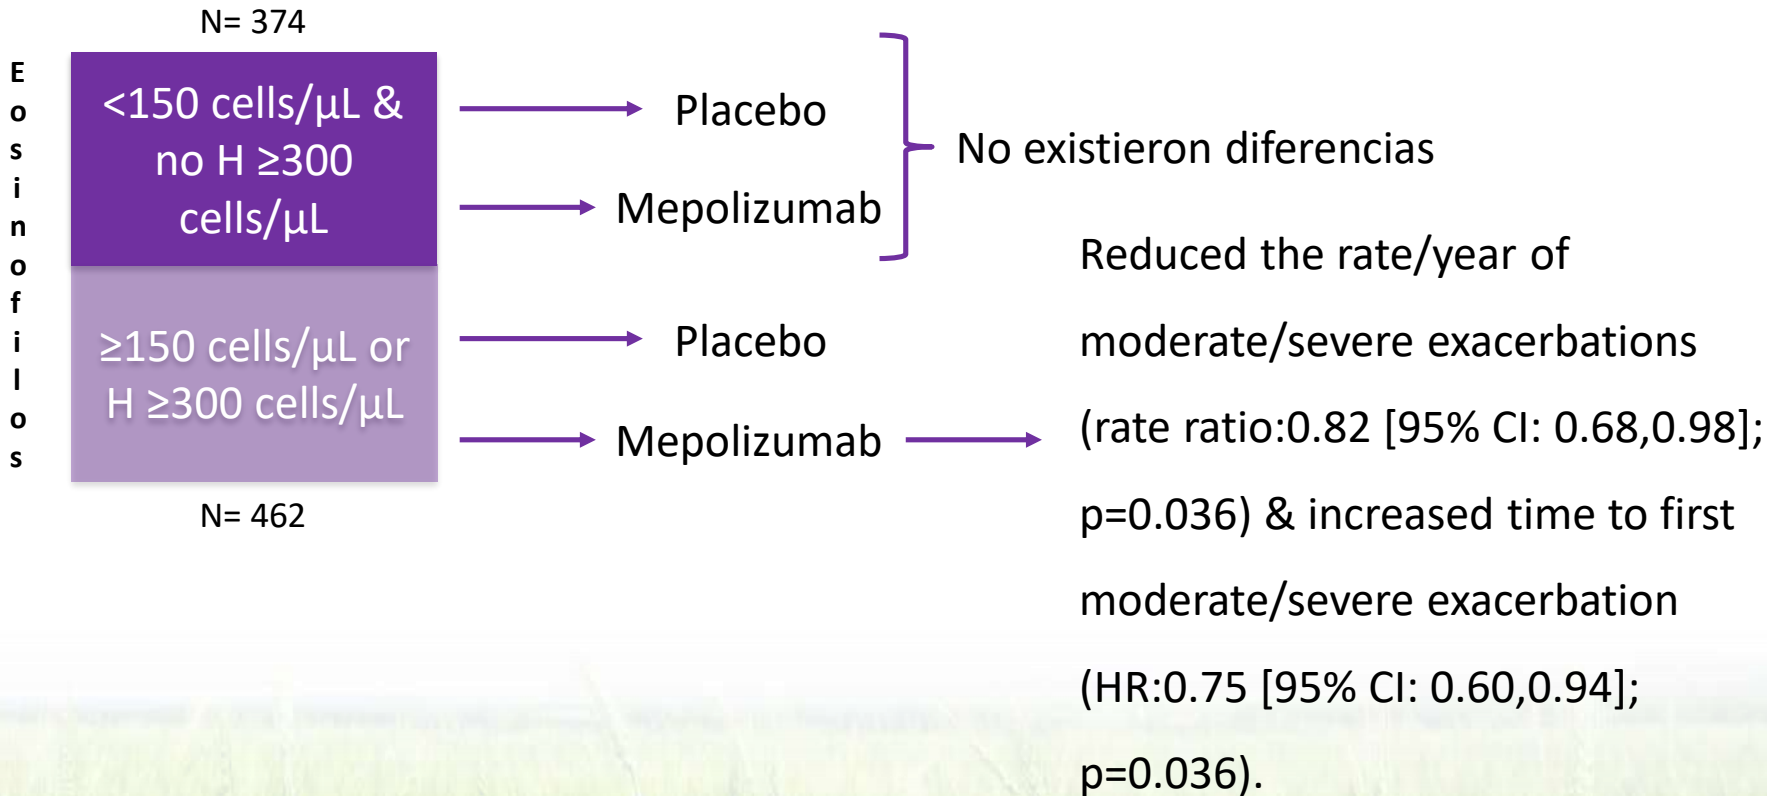 N= 374
Eosinofilos
<150 cells/µL &
no H ≥300
cells/µL
Placebo
Mepolizumab
No existieron diferencias
≥150 cells/µL or
H ≥300 cells/µL
Placebo
Mepolizumab
Reduced the rate/year of
moderate/severe exacerbations
(rate ratio:0.82 [95% CI: 0.68,0.98];
p=0.036) & increased time to first
moderate/severe exacerbation
(HR:0.75 [95% CI: 0.60,0.94];
p=0.036).
N= 462